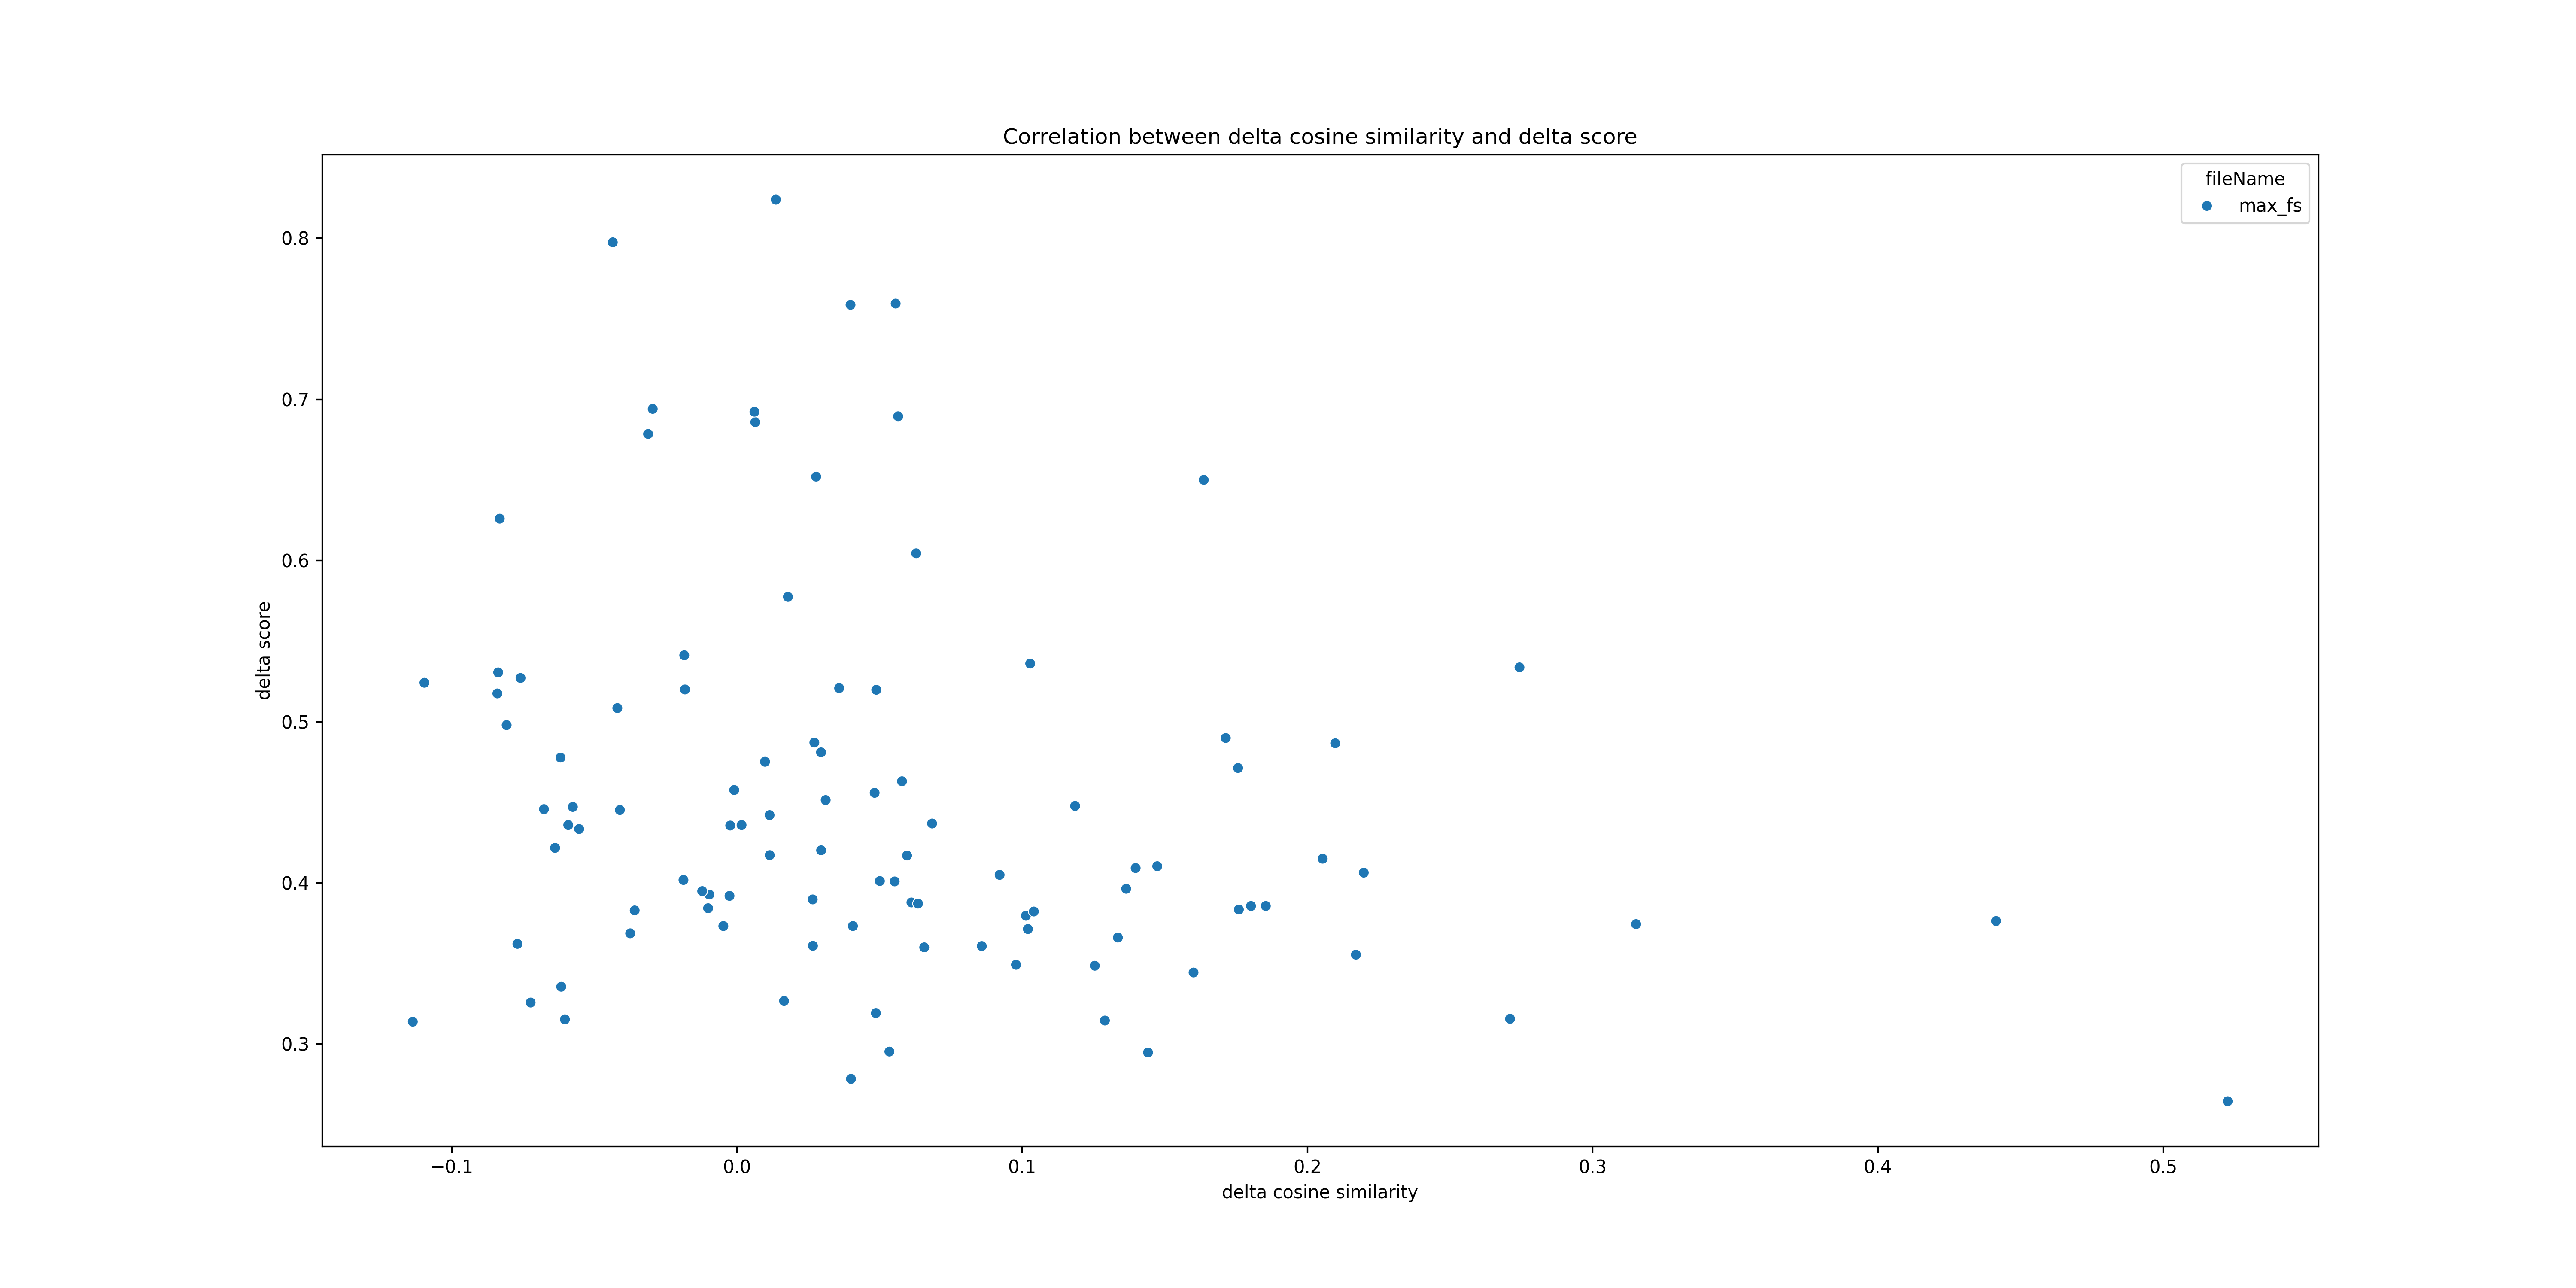 Correlation between delta cosine similarity and delta score
fileName
max_fs
0.8
0.7
0.6
0.5
0.4
0.3
delta score
−0.1
0.0
0.1
0.2
0.3
0.4
0.5
delta cosine similarity